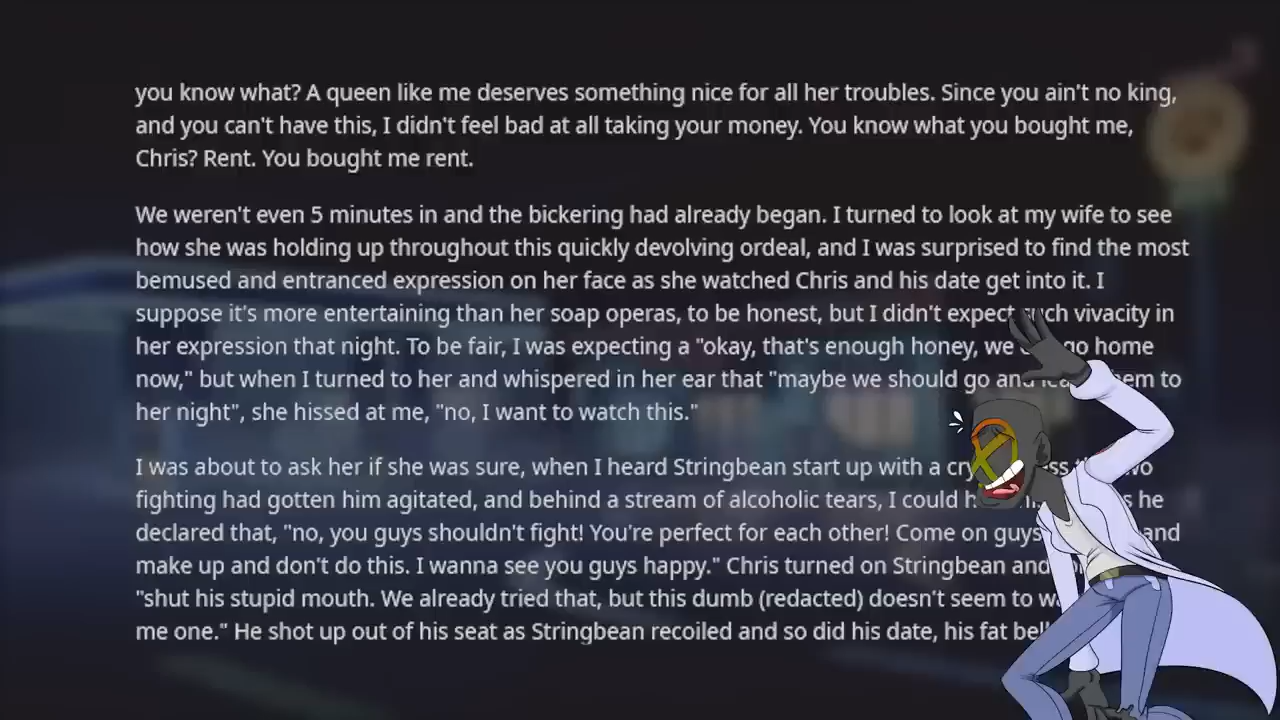 you know what? A queen like me deserves something nice for all her troubles. Since you ain't no king,
and you can't have this, I didn't feel bad at all taking your money. You know what you bought me,
Chris? Rent. You bought me rent.
We weren't even 5 minutes in and the bickering had already began. I turned to look at my wife to see
how she was holding up throughout this quickly devolving ordeal, and I was surprised to find the most
bemused and entranced expression on her face as she watched Chris and his date get into it. I
suppose it's more entertaining than her soap operas, to be honest, but I didn't expect such vivacity in
her expression that night. To be fair, I was expecting a "okay, that's enough honey, we go home
now," but when I turned to her and whispered in her ear that "maybe we should go and to
her night", she hissed at me, "no, I want to watch this."
I was about to ask her if she was sure, when I heard Stringbean start up with a
fighting had gotten him agitated, and behind a stream of alcoholic tears, I could he
declared that, "no, you guys shouldn't fight! You're perfect for each other! Come on guys and
make up and don't do this. I wanna see you guys happy." Chris turned on Stringbean and
"shut his stupid mouth. We already tried that, but this dumb (redacted) doesn't seem to
me one." He shot up out of his seat as Stringbean recoiled and so did his date, his fat